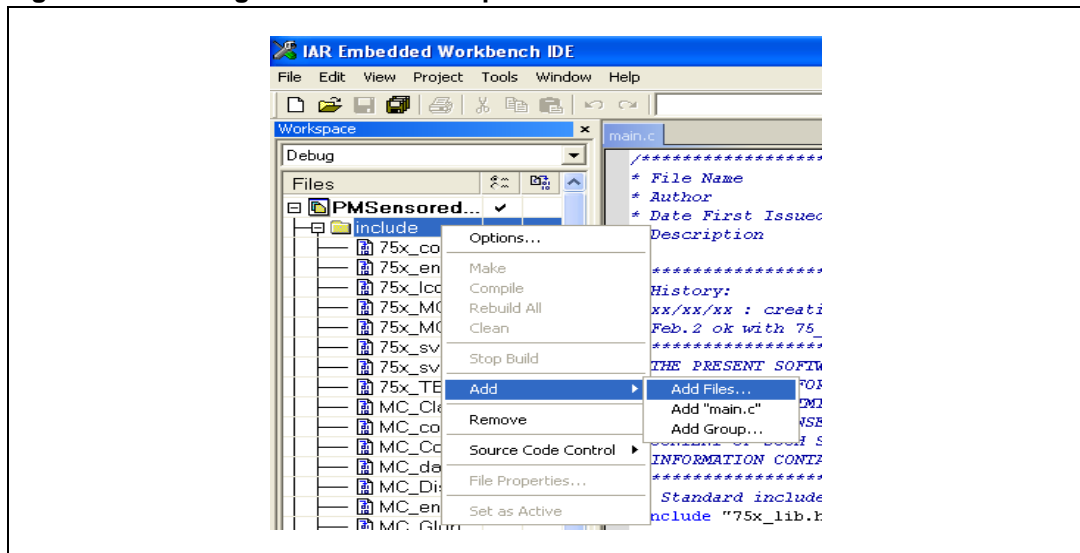 IAR Embedded Workbench IDE
File Edit View Project Tools Window Help
Workspace
main.c
Debug
Files
PMSensored...
include
75x_co
75x_en
75x_lcd
75x_MC
75x_MC
75x_sv
75x_sv
75x_TE
MC_Cla
MC_co
MC_Co
MC_da
MC_Dis
MC_en
MC_Glob
Options...
Make
Compile
Rebuild All
Clean
Stop Build
Add
Remove
Source Code Control
File Properties...
Set as Active
Add Files...
Add "main.c"
Add Group...
/*******************
* File Name
* Author
* Date First Issued
Description
*****************
History:
xx/xx/xx : creati
Feb.2 ok with 75_
*****************
THE PRESENT SOFTW
INFORMATION CONTA
*****************
Standard include
nclude "75x_lib.h